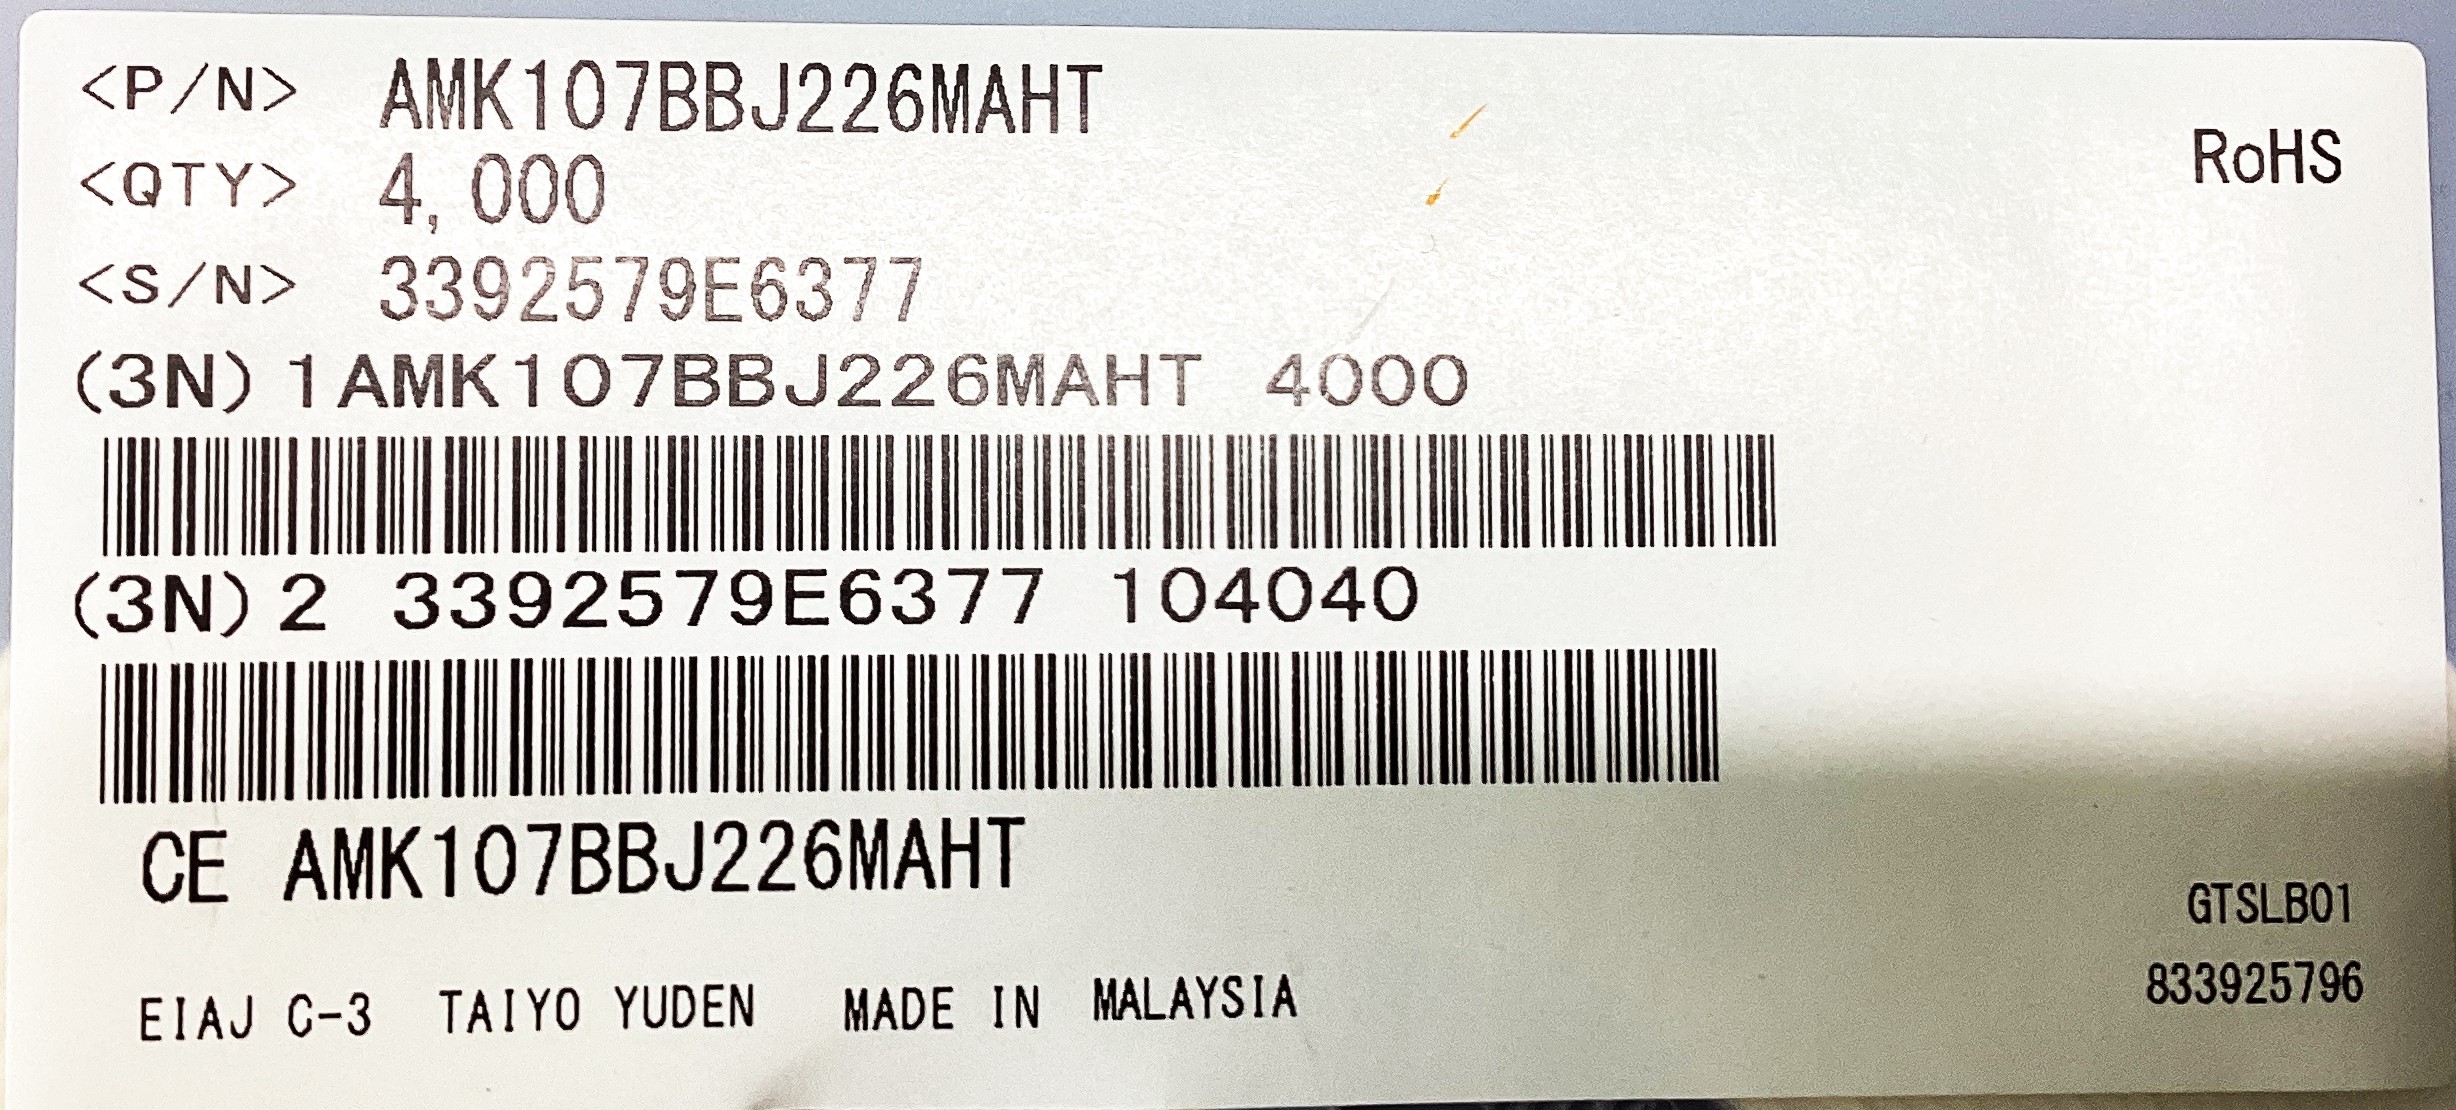 <P/N> AMK107BBJ226MAHT
RoHS
<QTY> 4,000
<S/N> 3392579E6377
(3N)1AMK107BBJ226MAHT 4000
(3N)2 3392579E6377 104040
CE AMK107BBJ226MAHT
GTSLB01
833925796
EIAJ C-3 TAIYO YUDEN MADE IN MALAYSIA